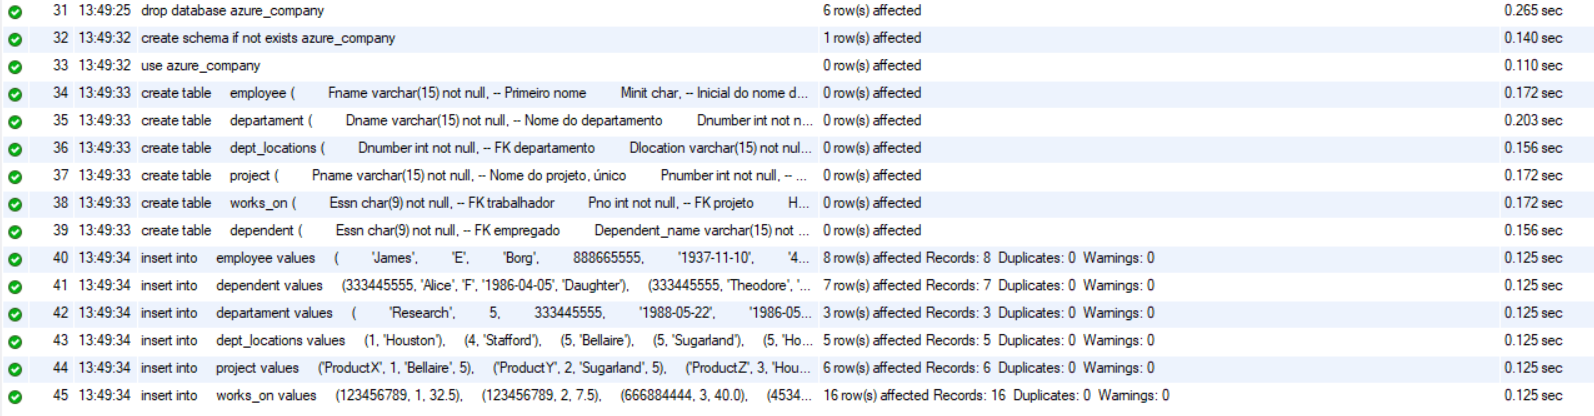 31 13:49:25 drop database azure_company 6 row(s) affected 0.265 sec
32 13:49:32 create schema if not exists azure_company 1 row(s) affected 0.140 sec
33 13:49:32 use azure_company 0 row(s) affected 0.110 sec
34 13:49:33 create table employee ( Fname varchar(15) not null, -- Primeiro nome Minit char, -- Inicial do nome d... 0 row(s) affected 0.172 sec
35 13:49:33 create table departament ( Dname varchar(15) not null, -- Nome do departamento Dnumber int not n... 0 row(s) affected 0.203 sec
36 13:49:33 create table dept_locations ( Dnumber int not null, -- FK departamento Dlocation varchar(15) not nul... 0 row(s) affected 0.156 sec
37 13:49:33 create table project ( Pname varchar(15) not null, -- Nome do projeto, único Pnumber int not null, -- ... 0 row(s) affected 0.172 sec
38 13:49:33 create table works_on ( Essn char(9) not null, -- FK trabalhador Pno int not null, -- FK projeto H... 0 row(s) affected 0.172 sec
39 13:49:33 create table dependent ( Essn char(9) not null, -- FK empregado Dependent_name varchar(15) not ... 0 row(s) affected 0.156 sec
40 13:49:34 insert into employee values ( 'James', 'E', 'Borg', 888665555, '1937-11-10', '4... 8 row(s) affected Records: 8 Duplicates: 0 Warnings: 0 0.125 sec
41 13:49:34 insert into dependent values (333445555, 'Alice', 'F', '1986-04-05', 'Daughter'), (333445555, 'Theodore', '... 7 row(s) affected Records: 7 Duplicates: 0 Warnings: 0 0.125 sec
42 13:49:34 insert into departament values ( 'Research', 5, 333445555, '1988-05-22', '1986-05... 3 row(s) affected Records: 3 Duplicates: 0 Warnings: 0 0.125 sec
43 13:49:34 insert into dept_locations values (1, 'Houston'), (4, 'Stafford'), (5, 'Bellaire'), (5, 'Sugarland'), (5, 'Ho... 5 row(s) affected Records: 5 Duplicates: 0 Warnings: 0 0.125 sec
44 13:49:34 insert into project values ('ProductX', 1, 'Bellaire', 5), ('ProductY', 2, 'Sugarland', 5), ('ProductZ', 3, 'Hou... 6 row(s) affected Records: 6 Duplicates: 0 Warnings: 0 0.125 sec
45 13:49:34 insert into works_on values (123456789, 1, 32.5), (123456789, 2, 7.5), (666884444, 3, 40.0), (4534... 16 row(s) affected Records: 16 Duplicates: 0 Warnings: 0 0.125 sec